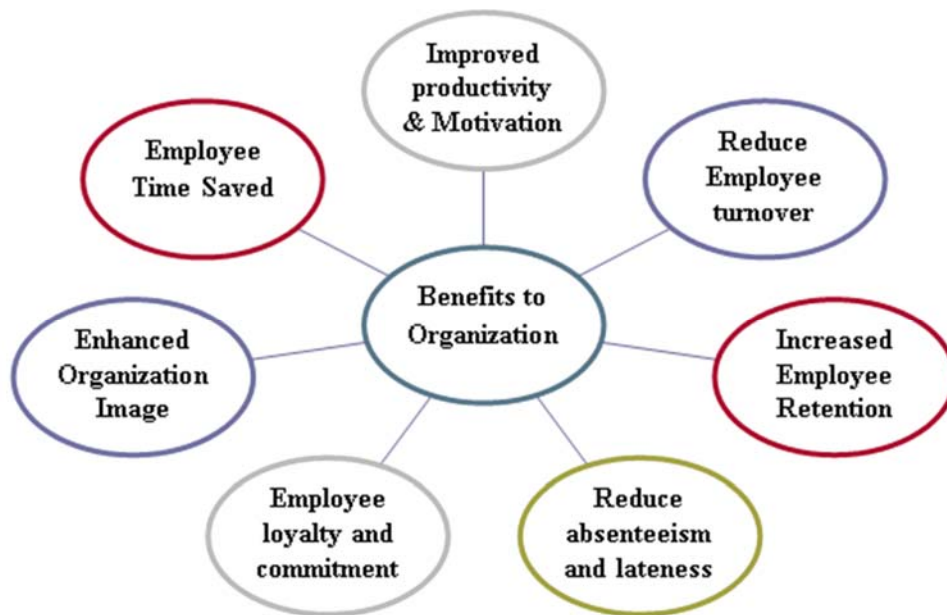 Improved
productivity
& Motivation
Reduce
Employee
turnover
Increased
Employee
Retention
Reduce
absenteeism
and lateness
Employee
loyalty and
commitment
Enhanced
Organization
Image
Employee
Time Saved
Benefits to
Organization